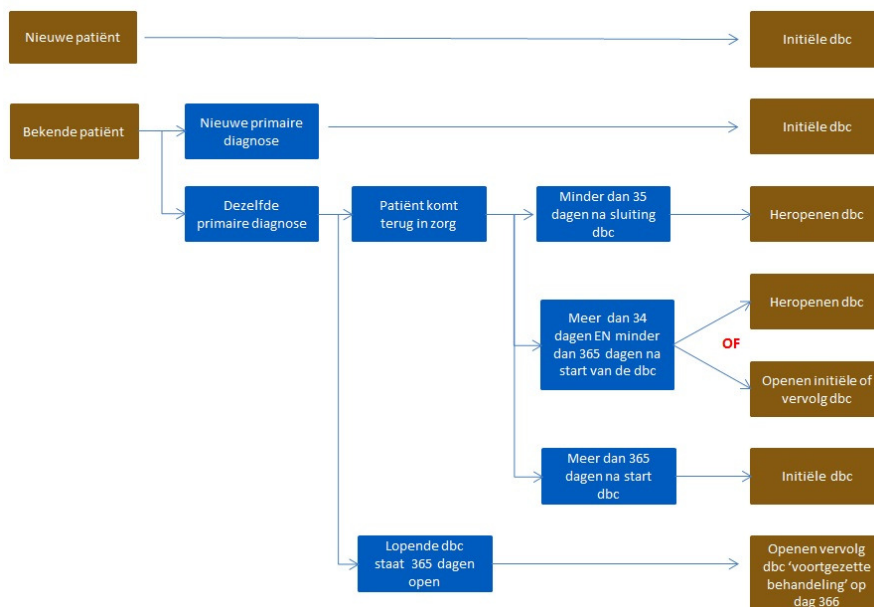 Nieuwe patiënt
Initiële dbc
Bekende patiënt
Nieuwe primaire
diagnose
Initiële dbc
Dezelfde
primaire diagnose
Patiënt komt
terug in zorg
Minder dan 35
dagen na sluiting
dbc
Heropenen dbc
Meer dan 34
dagen EN minder
dan 365 dagen na
start van de dbc
Heropenen dbc
OF
Openen initiële of
vervolg dbc
Meer dan 365
dagen na start
dbc
Initiële dbc
Lopende dbc
staat 365 dagen
open
Openen vervolg
dbc ‘voortgezette
behandeling’ op
dag 366